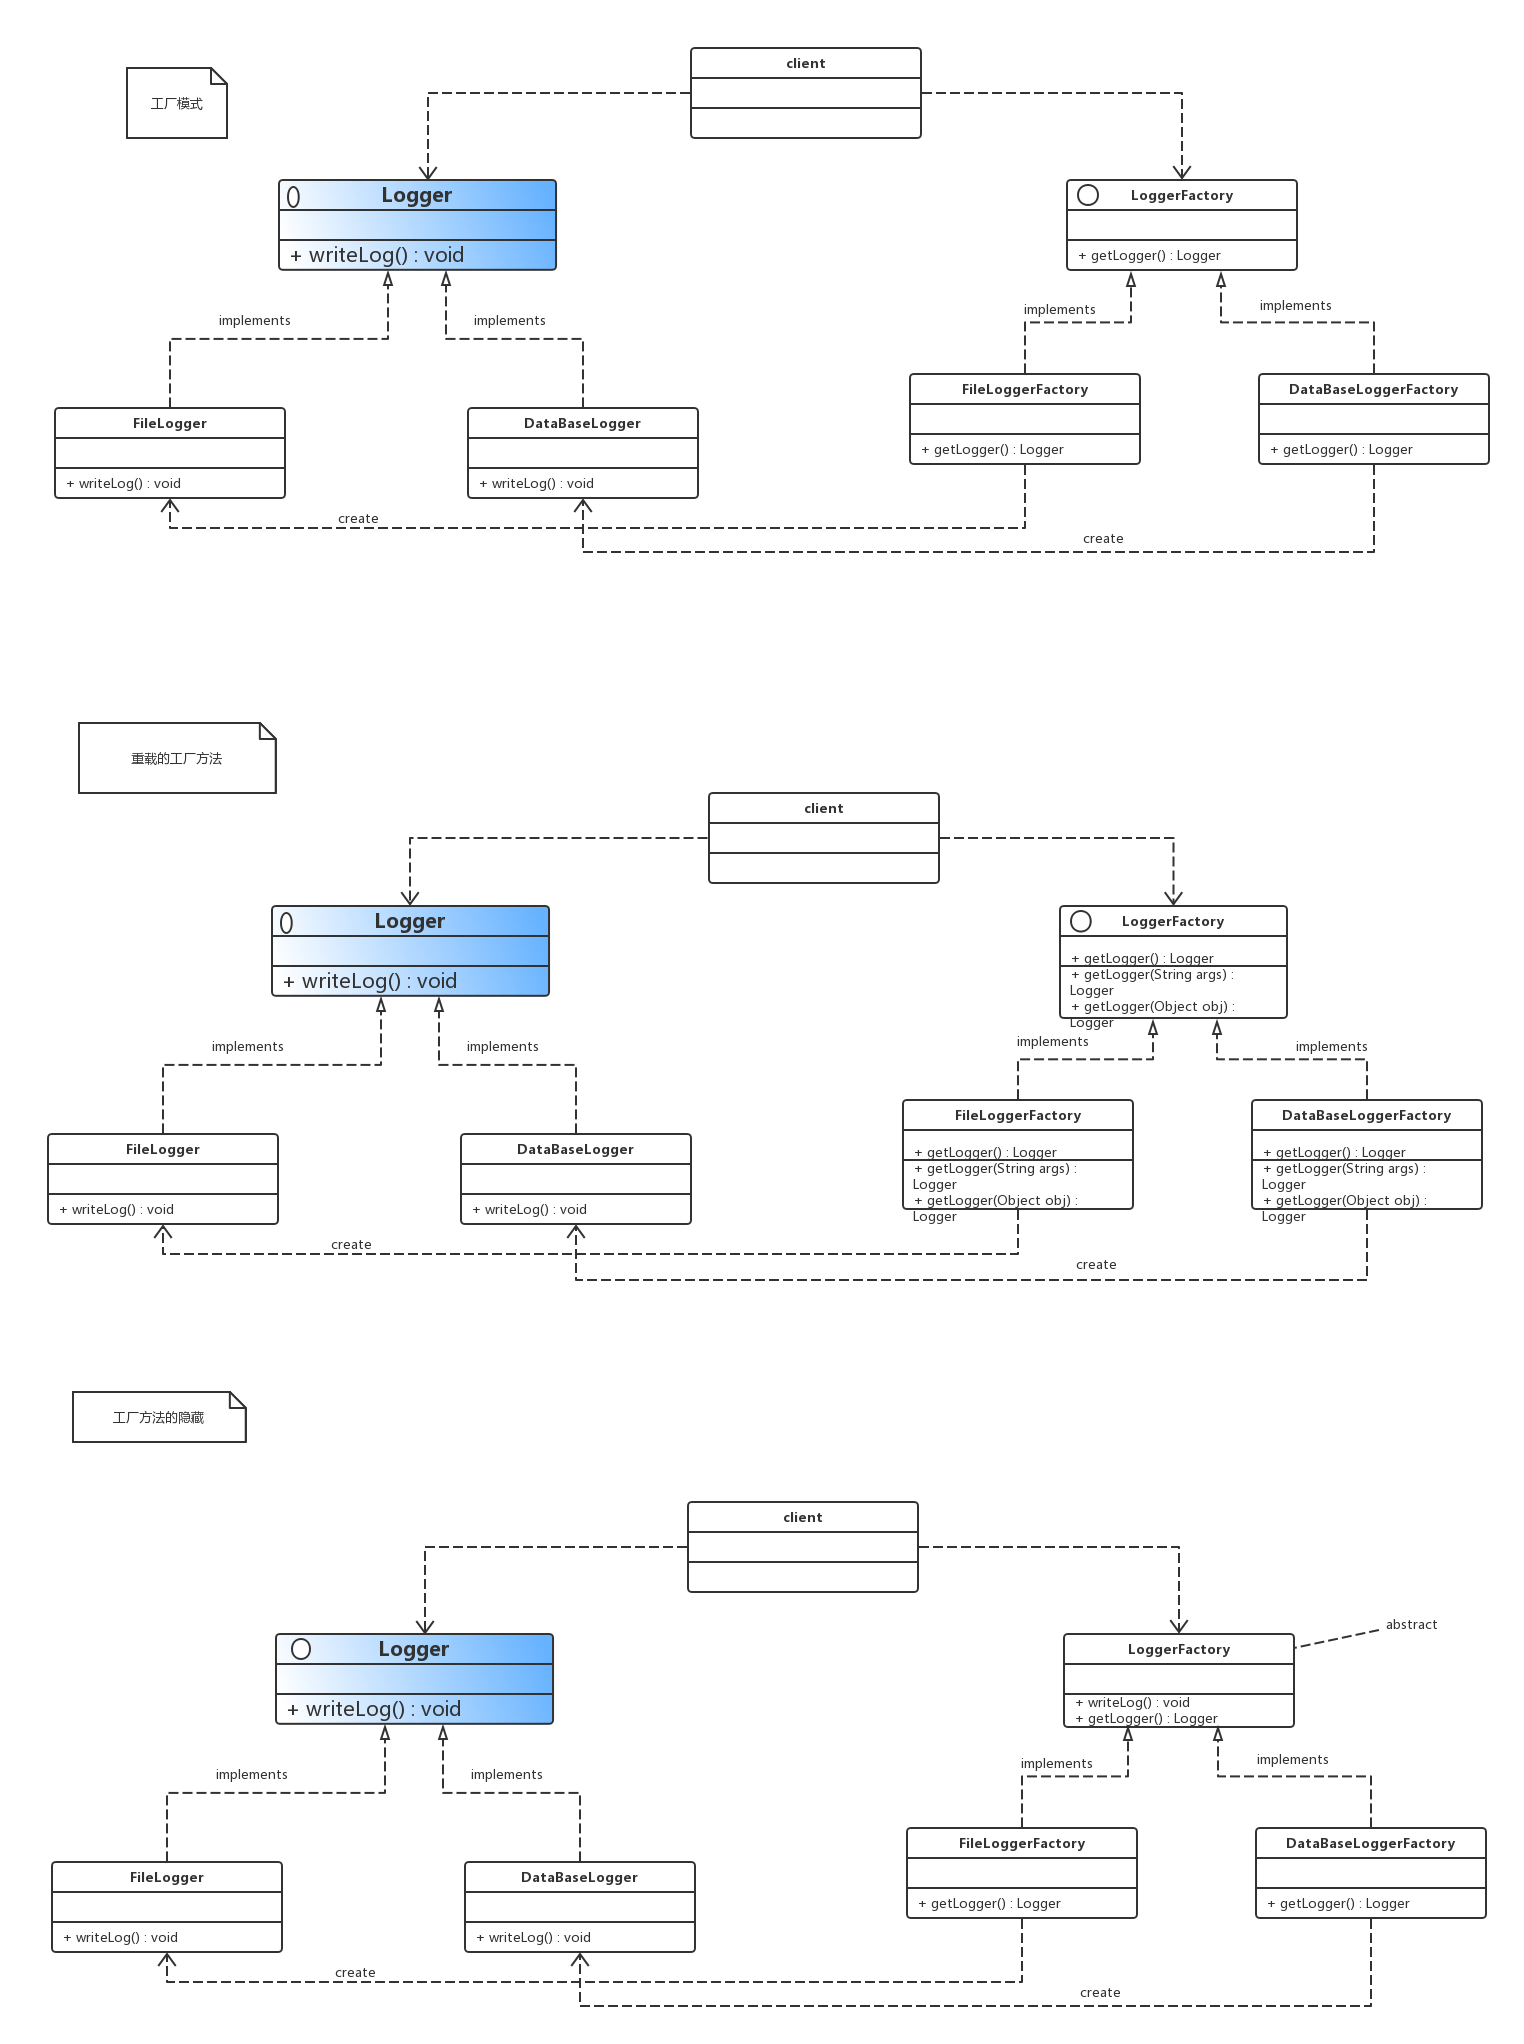 client
工厂模式
Logger
LoggerFactory
+ writeLog() : void
+ getLogger() : Logger
implements
implements
implements
implements
FileLoggerFactory
DataBaseLoggerFactory
FileLogger
DataBaseLogger
+ getLogger() : Logger
+ getLogger() : Logger
+ writeLog() : void
+ writeLog() : void
create
create
重载的工厂方法
client
Logger
LoggerFactory
+ writeLog() : void
+ getLogger() : Logger
+ getLogger(String args) :
Logger
+ getLogger(Object obj) :
Logger
implements
implements
implements
implements
FileLoggerFactory
DataBaseLoggerFactory
FileLogger
DataBaseLogger
+ getLogger() : Logger
+ getLogger(String args) :
Logger
+ getLogger(Object obj) :
Logger
+ getLogger() : Logger
+ getLogger(String args) :
Logger
+ getLogger(Object obj) :
Logger
+ writeLog() : void
+ writeLog() : void
create
create
工厂方法的隐藏
client
abstract
Logger
LoggerFactory
+ writeLog() : void
+ writeLog() : void
+ getLogger() : Logger
implements
implements
implements
implements
FileLoggerFactory
DataBaseLoggerFactory
FileLogger
DataBaseLogger
+ getLogger() : Logger
+ getLogger() : Logger
+ writeLog() : void
+ writeLog() : void
create
create